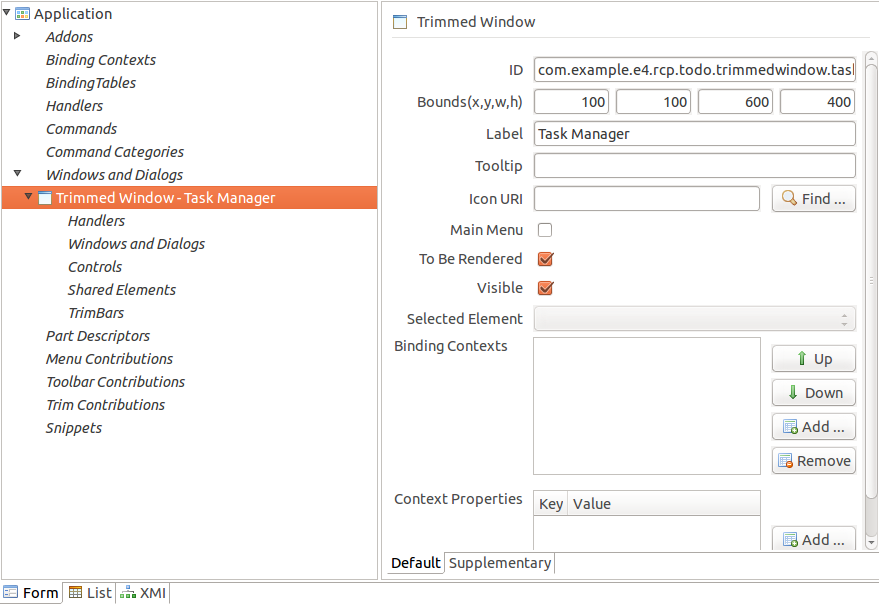 Application
Addons
Binding Contexts
BindingTables
Handlers
Commands
Command Categories
Windows and Dialogs
Trimmed Window - Task Manager
Handlers
Windows and Dialogs
Controls
Shared Elements
TrimBars
Part Descriptors
Menu Contributions
Toolbar Contributions
Trim Contributions
Snippets
Trimmed Window
ID com.example.e4.rcp.todo.trimmedwindow.tas
Bounds(x,y,w,h) 100 100 600 400
Label Task Manager
Tooltip
Icon URI Find ...
Main Menu
To Be Rendered
Visible
Selected Element
Binding Contexts
Up
Down
Add ...
Remove
Context Properties Key Value
Add ...
Default Supplementary
Form List XMI